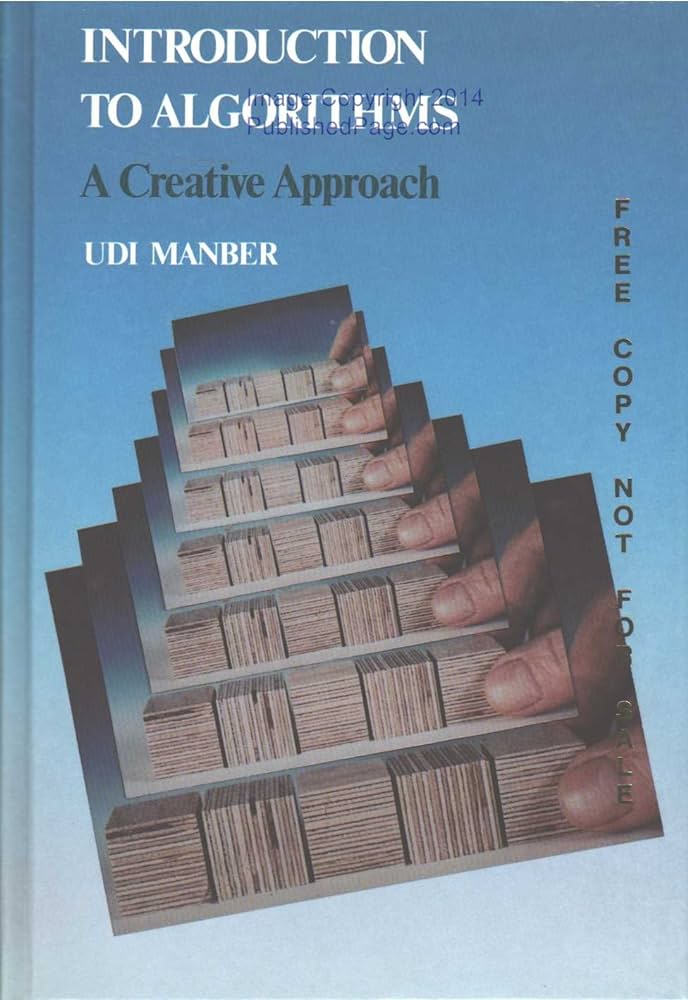 INTRODUCTION
TO ALGORITHMS
Image Copyright 2014
PublishedPage.com
A Creative Approach
UDI MANBER
FREE COPY NOT FOR SALE